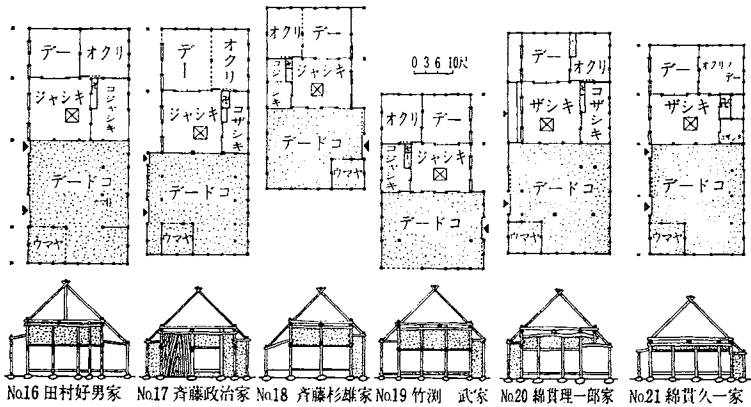 デー
オクリ
ジャシキ
コジャシキ
デードコ
ウマヤ
No.16 田村好男家
デー
オクリ
ジャシキ
コザシキ
デードコ
ウマヤ
No.17 斉藤政治家
オクリ
デー
ジャシキ
デードコ
ウマヤ
No.18 斉藤杉雄家
0 3 6 10尺
オクリ
デー
コジャシキ
ジャシキ
デードコ
No.19 竹渕 武家
デー
オクリ
ザシキ
コザシキ
デードコ
ウマヤ
No.20 綿貫理一郎家
デー
オクリノデー
ザシキ
デードコ
ウマヤ
No.21 綿貫久一家